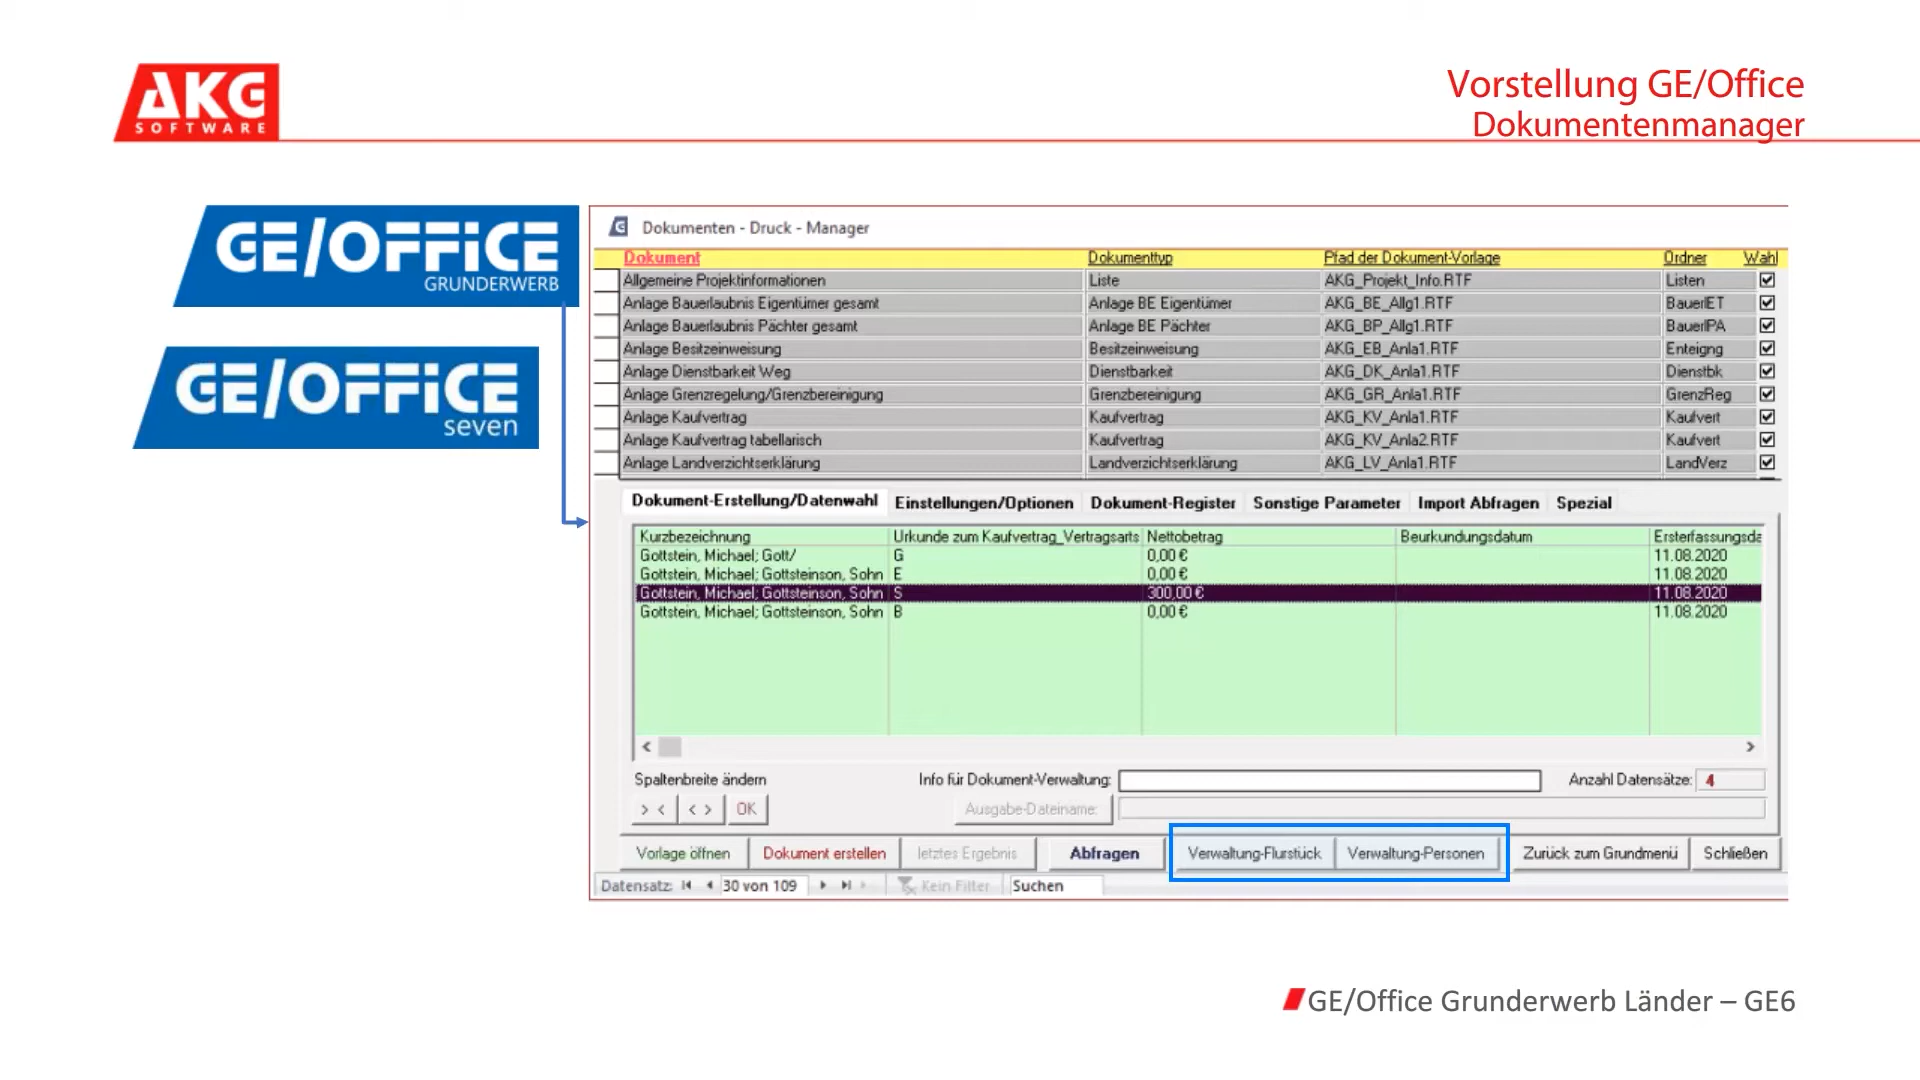 AKG
SOFTWARE
Vorstellung GE/Office
Dokumentenmanager
GE/OFFiCE
GRUNDERWERB
GE/OFFiCE
seven
Dokumenten - Druck - Manager
Dokument Dokumenttyp Pfad der Dokument-Vorlage Ordner Wahl
Allgemeine Projektinformationen Liste AKG_Projekt_Info.RTF Listen
Anlage Bauerlaubnis Eigentümer gesamt Anlage BE Eigentümer AKG_BE_Allg1.RTF BauerlET
Anlage Bauerlaubnis Pächter gesamt Anlage BE Pächter AKG_BP_Allg1.RTF BauerlPA
Anlage Besitzeinweisung Besitzeinweisung AKG_EB_Anla1.RTF Enteigng
Anlage Dienstbarkeit Weg Dienstbarkeit AKG_DK_Anla1.RTF Dienstbk
Anlage Grenzregelung/Grenzbereinigung Grenzbereinigung AKG_GR_Anla1.RTF GrenzReg
Anlage Kaufvertrag Kaufvertrag AKG_KV_Anla1.RTF Kaufvert
Anlage Kaufvertrag tabellarisch Kaufvertrag AKG_KV_Anla2.RTF Kaufvert
Anlage Landverzichtserklärung Landverzichtserklärung AKG_LV_Anla1.RTF LandVerz
Dokument-Erstellung/Datenwahl Einstellungen/Optionen Dokument-Register Sonstige Parameter Import Abfragen Spezial
Kurzbezeichnung Urkunde zum Kaufvertrag_Vertragsarts Nettobetrag Beurkundungsdatum Ersterfassungsda
Gottstein, Michael; Gott/ G 0,00 € 11.08.2020
Gottstein, Michael; Gottsteinson, Sohn E 0,00 € 11.08.2020
Gottstein, Michael; Gottsteinson, Sohn S 300,00 € 11.08.2020
Gottstein, Michael; Gottsteinson, Sohn B 0,00 € 11.08.2020
Spaltenbreite ändern Info für Dokument-Verwaltung: Anzahl Datensätze: 4
> < < > OK Ausgabe-Dateiname:
Vorlage öffnen Dokument erstellen letztes Ergebnis Abfragen Verwaltung-Flurstück Verwaltung-Personen Zurück zum Grundmenü Schließen
Datensatz: 30 von 109 Kein Filter Suchen
GE/Office Grunderwerb Länder – GE6